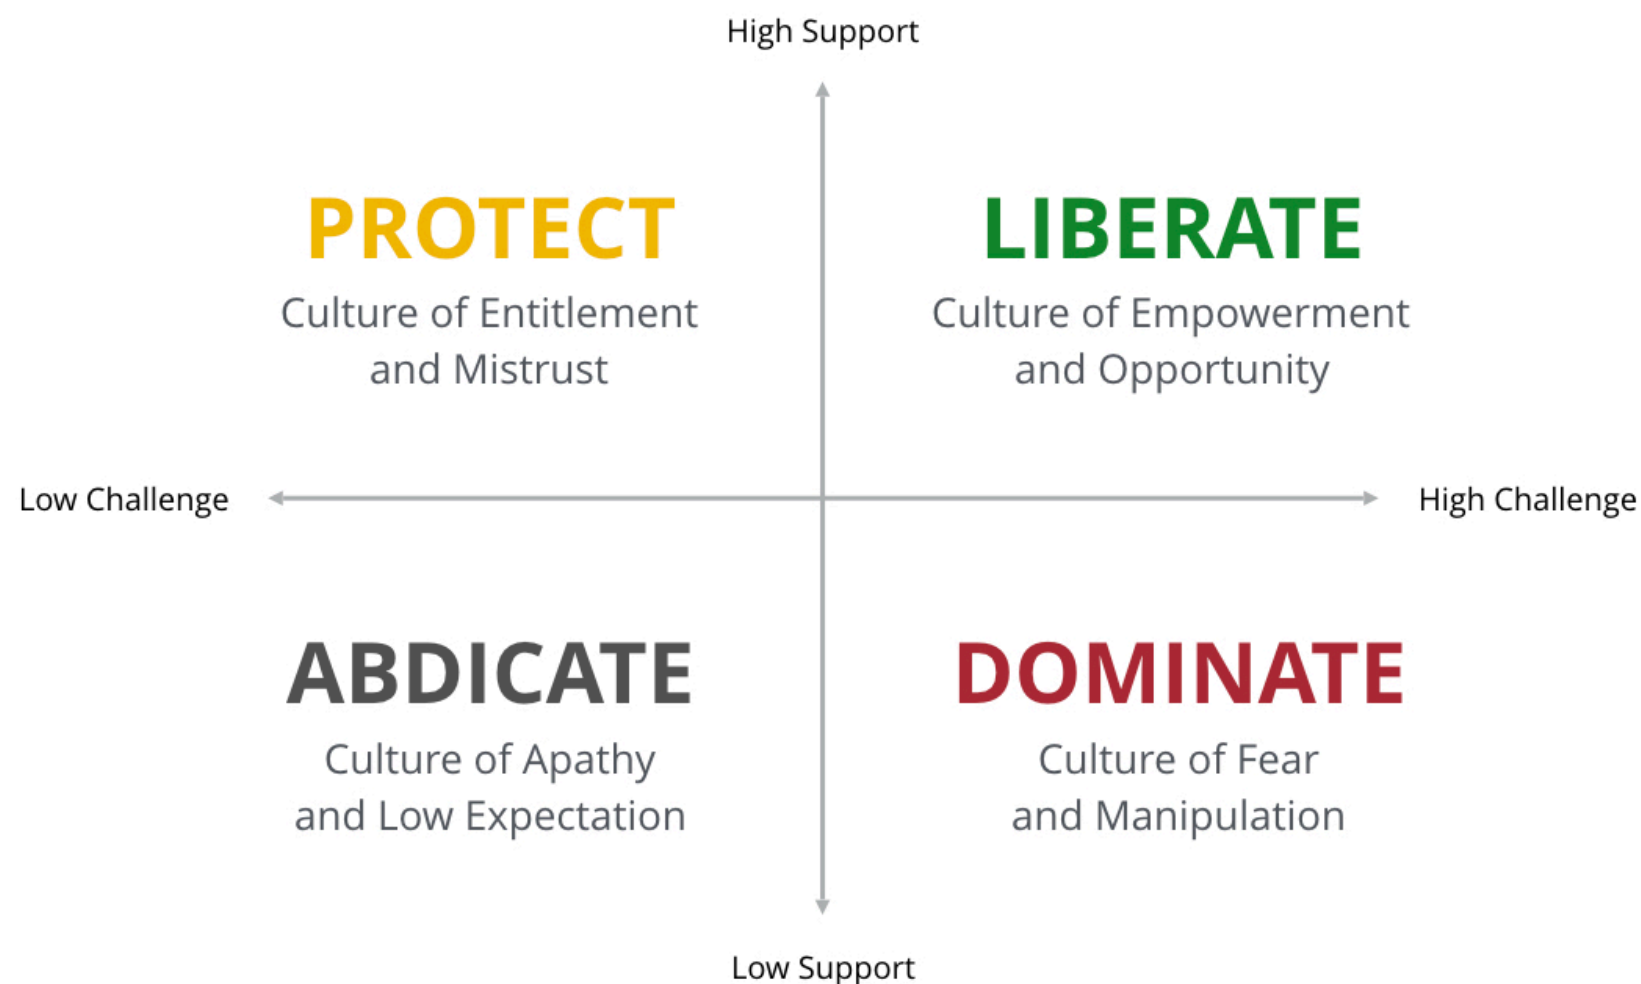 High Support
PROTECT
Culture of Entitlement
and Mistrust
LIBERATE
Culture of Empowerment
and Opportunity
Low Challenge
High Challenge
ABDICATE
Culture of Apathy
and Low Expectation
DOMINATE
Culture of Fear
and Manipulation
Low Support